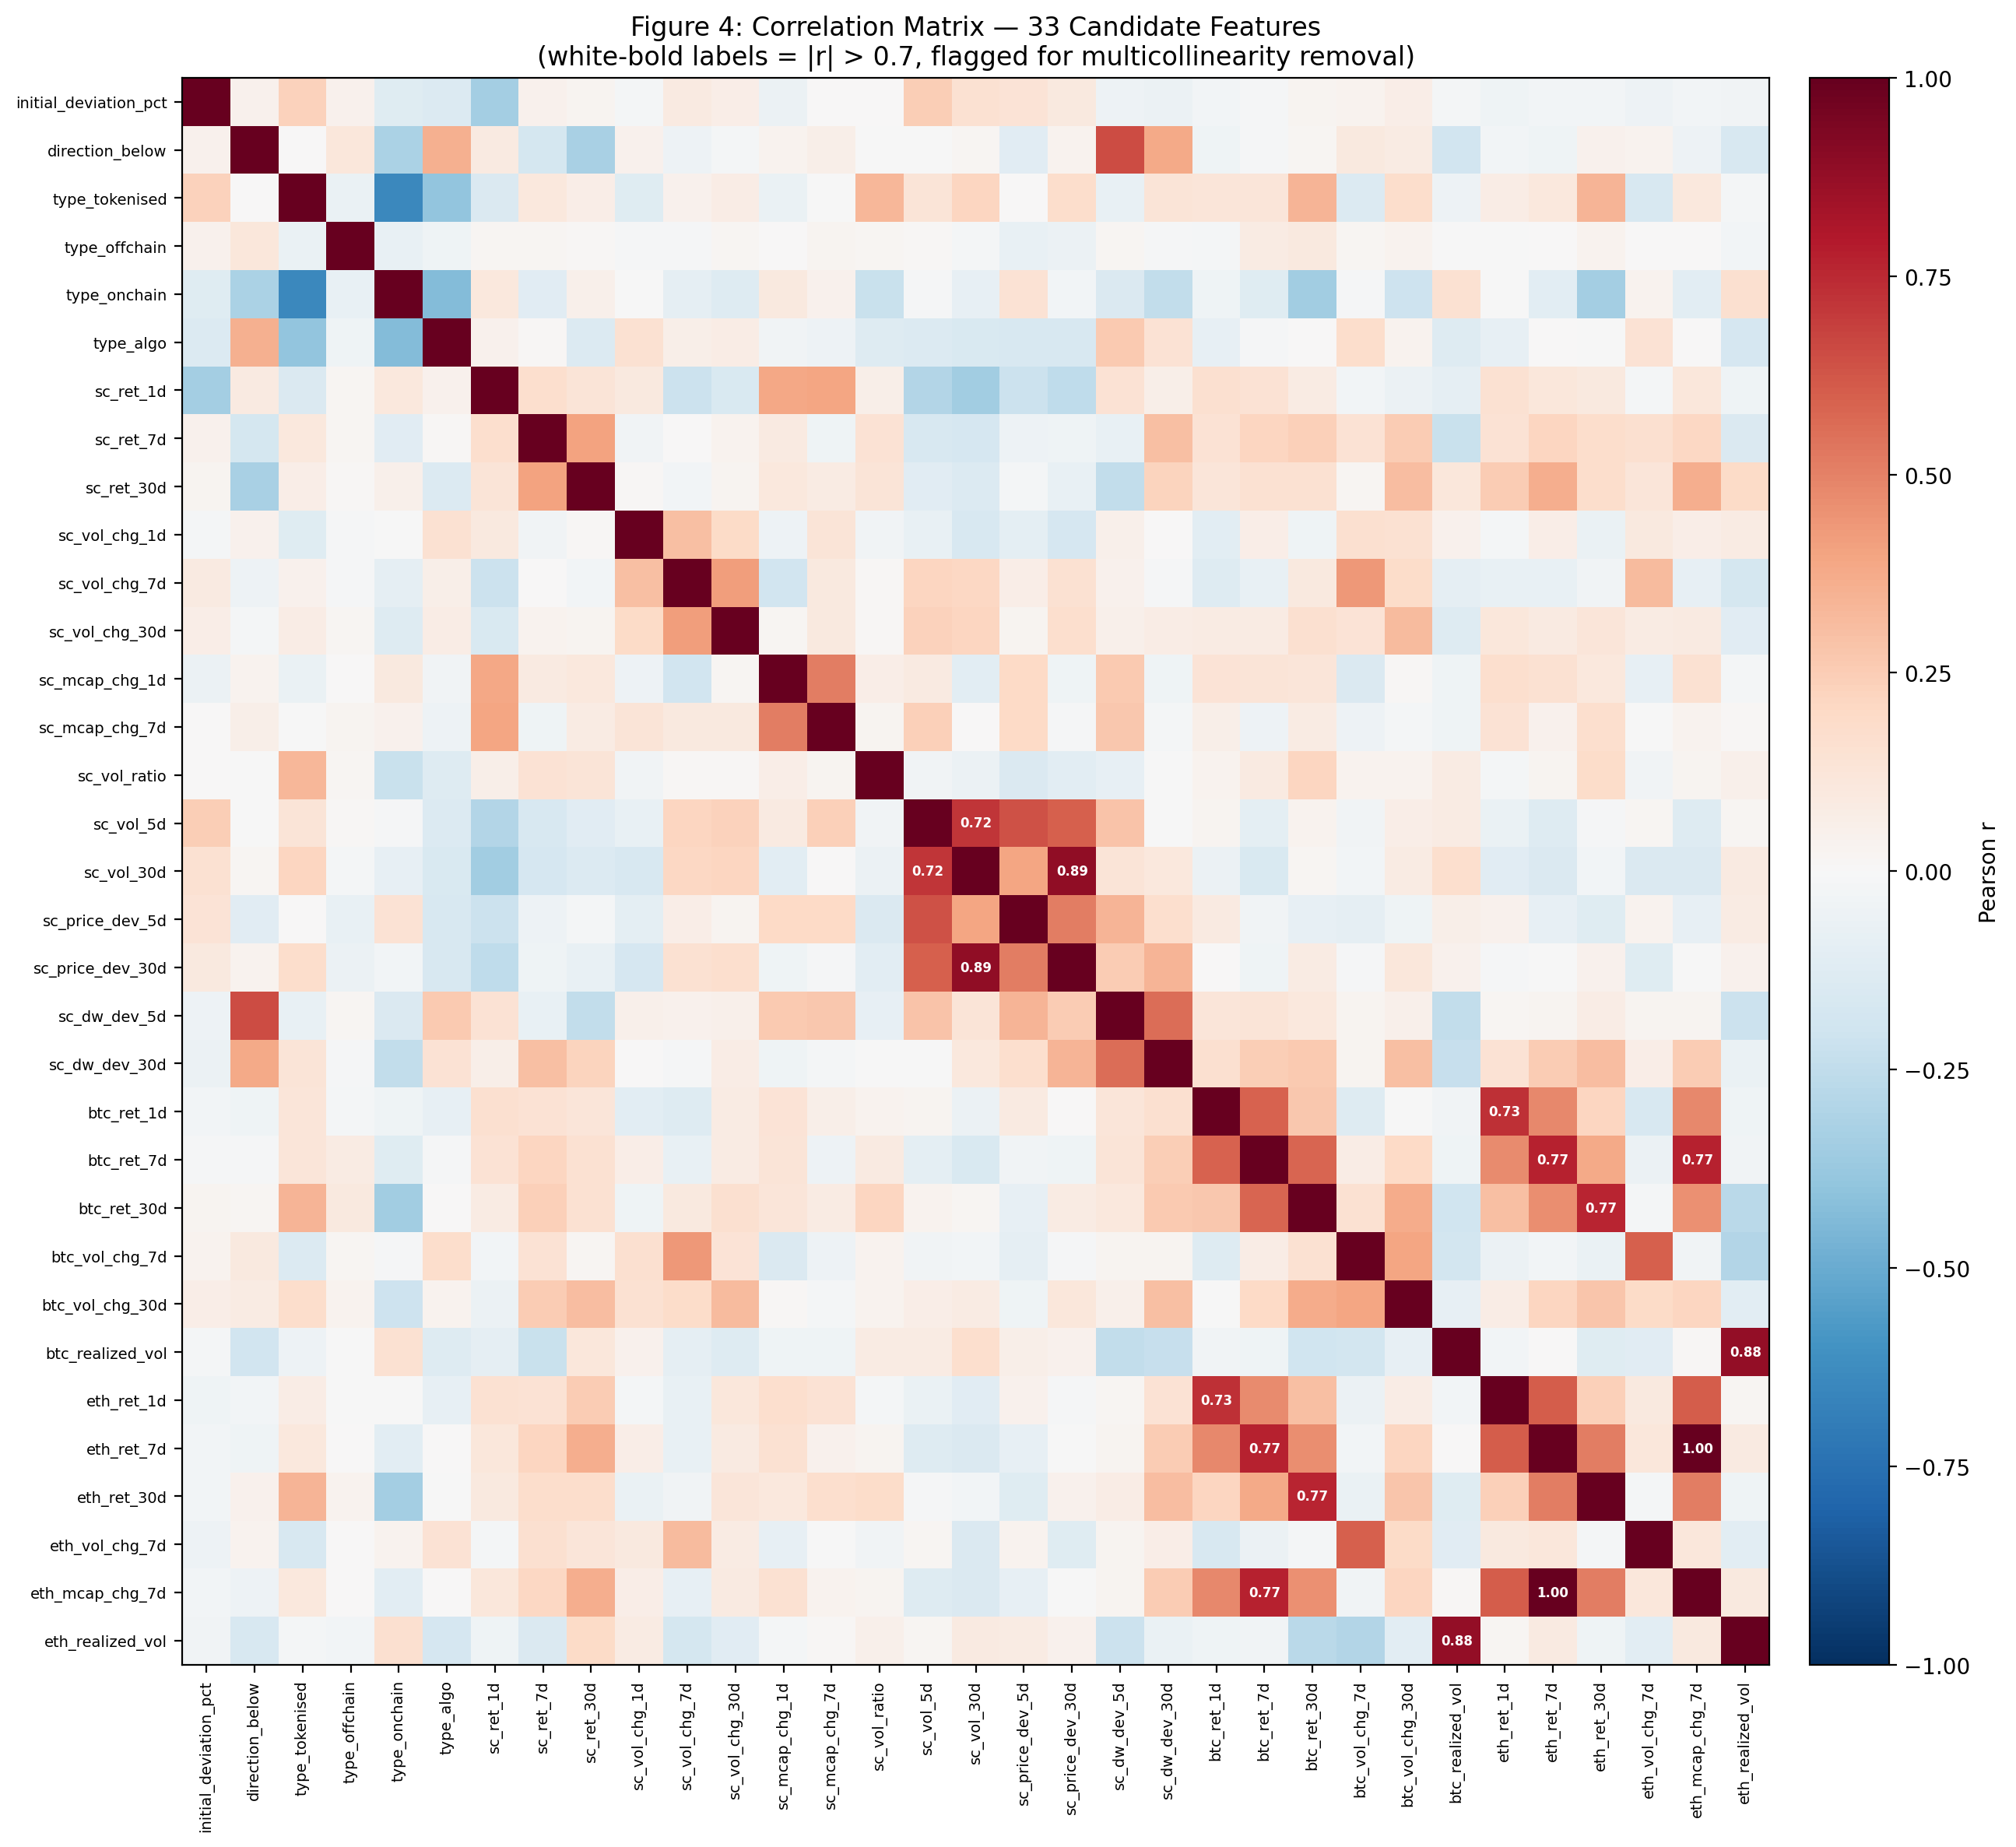 Figure 4: Correlation Matrix — 33 Candidate Features
(white-bold labels = |r| > 0.7, flagged for multicollinearity removal)
initial_deviation_pct
direction_below
type_tokenised
type_offchain
type_onchain
type_algo
sc_ret_1d
sc_ret_7d
sc_ret_30d
sc_vol_chg_1d
sc_vol_chg_7d
sc_vol_chg_30d
sc_mcap_chg_1d
sc_mcap_chg_7d
sc_vol_ratio
sc_vol_5d
0.72
sc_vol_30d
0.72 0.89
sc_price_dev_5d
sc_price_dev_30d
0.89
sc_dw_dev_5d
sc_dw_dev_30d
btc_ret_1d
0.73
btc_ret_7d
0.77 0.77
btc_ret_30d
0.77
btc_vol_chg_7d
btc_vol_chg_30d
btc_realized_vol
0.88
eth_ret_1d
0.73
eth_ret_7d
0.77 1.00
eth_ret_30d
0.77
eth_vol_chg_7d
eth_mcap_chg_7d
0.77 1.00
eth_realized_vol
0.88
initial_deviation_pct
direction_below
type_tokenised
type_offchain
type_onchain
type_algo
sc_ret_1d
sc_ret_7d
sc_ret_30d
sc_vol_chg_1d
sc_vol_chg_7d
sc_vol_chg_30d
sc_mcap_chg_1d
sc_mcap_chg_7d
sc_vol_ratio
sc_vol_5d
sc_vol_30d
sc_price_dev_5d
sc_price_dev_30d
sc_dw_dev_5d
sc_dw_dev_30d
btc_ret_1d
btc_ret_7d
btc_ret_30d
btc_vol_chg_7d
btc_vol_chg_30d
btc_realized_vol
eth_ret_1d
eth_ret_7d
eth_ret_30d
eth_vol_chg_7d
eth_mcap_chg_7d
eth_realized_vol
1.00
0.75
0.50
0.25
0.00
−0.25
−0.50
−0.75
−1.00
Pearson r